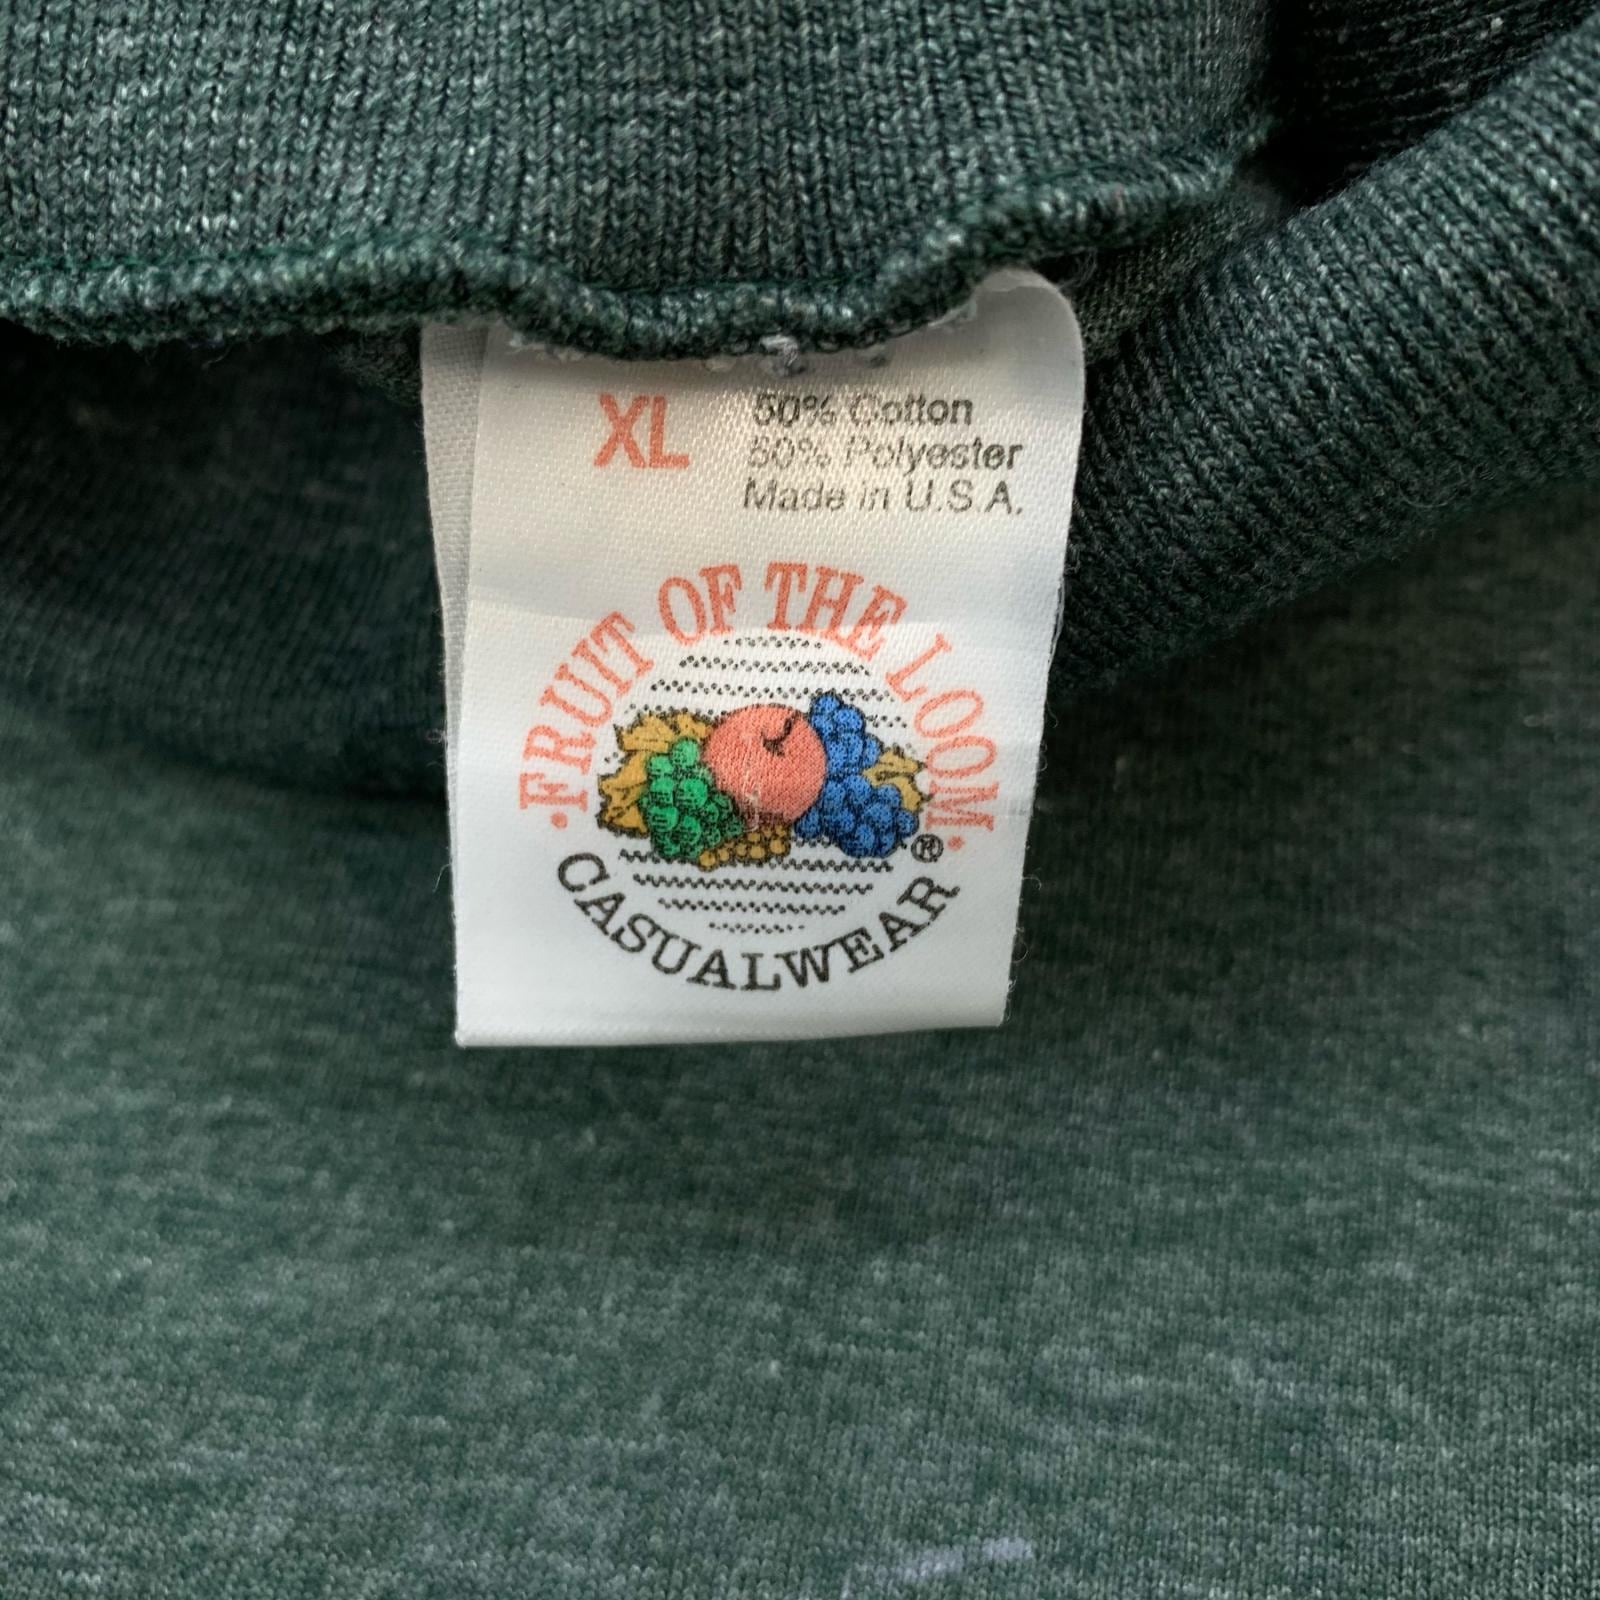 XL
50% Cotton
50% Polyester
Made in U.S.A.
·FRUIT OF THE LOOM·
®
CASUALWEAR